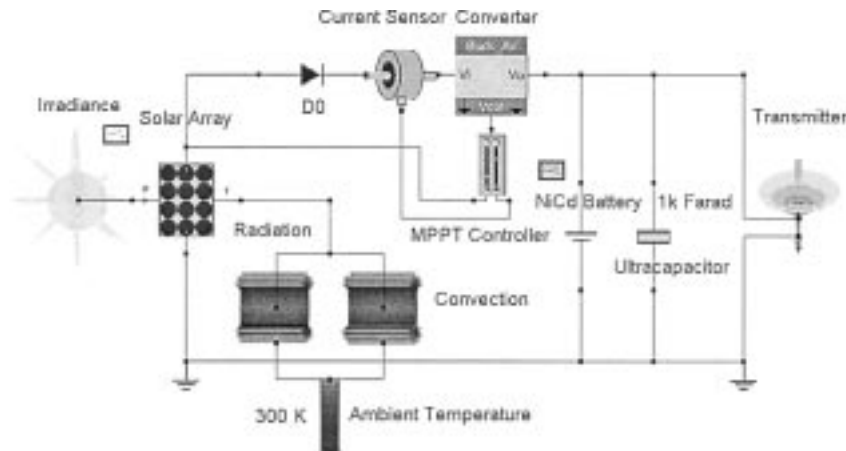 Current Sensor Converter
Vi
D0
Irradiance
Solar Array
Transmitter
NiCd Battery
1k Farad
Radiation
MPPT Controller
Ultracapacitor
Convection
300 K
Ambient Temperature